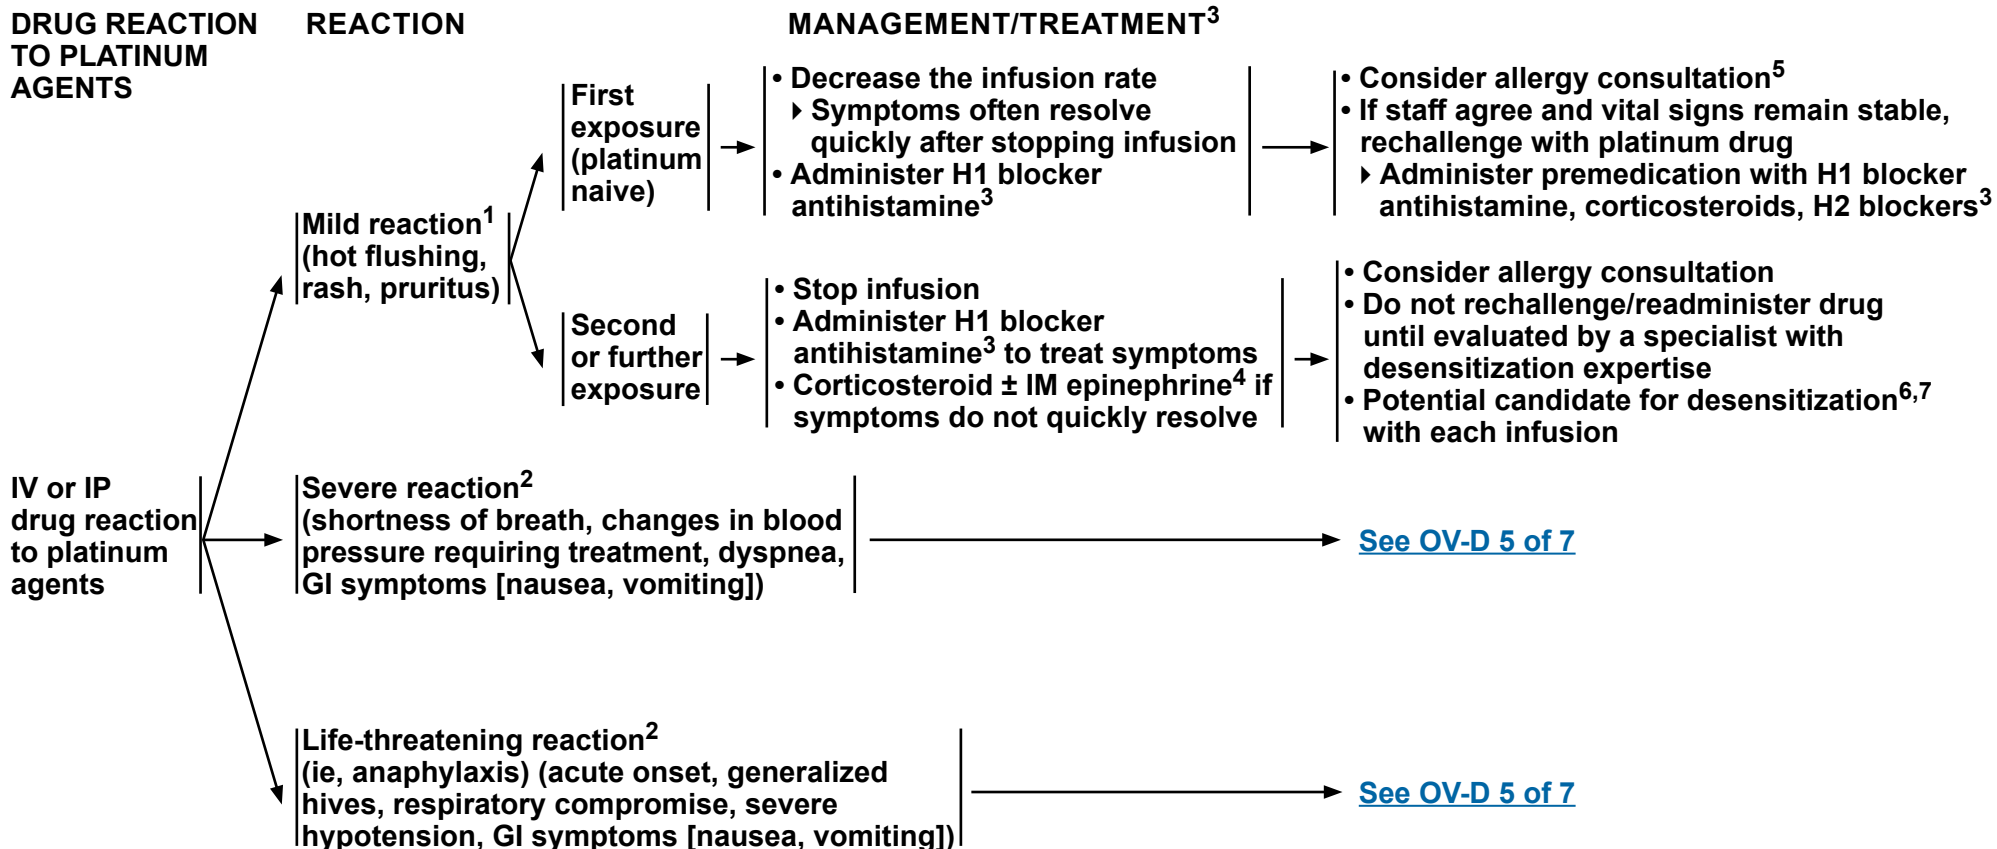 DRUG REACTION
TO PLATINUM
AGENTS
REACTION
MANAGEMENT/TREATMENT3
IV or IP
drug reaction
to platinum
agents
Mild reaction1
(hot flushing,
rash, pruritus)
First
exposure
(platinum
naive)
• Decrease the infusion rate
▸ Symptoms often resolve
quickly after stopping infusion
• Administer H1 blocker
antihistamine3
• Consider allergy consultation5
• If staff agree and vital signs remain stable,
rechallenge with platinum drug
▸ Administer premedication with H1 blocker
antihistamine, corticosteroids, H2 blockers3
Second
or further
exposure
• Stop infusion
• Administer H1 blocker
antihistamine3 to treat symptoms
• Corticosteroid ± IM epinephrine4 if
symptoms do not quickly resolve
• Consider allergy consultation
• Do not rechallenge/readminister drug
until evaluated by a specialist with
desensitization expertise
• Potential candidate for desensitization6,7
with each infusion
Severe reaction2
(shortness of breath, changes in blood
pressure requiring treatment, dyspnea,
GI symptoms [nausea, vomiting])
See OV-D 5 of 7
Life-threatening reaction2
(ie, anaphylaxis) (acute onset, generalized
hives, respiratory compromise, severe
hypotension, GI symptoms [nausea, vomiting])
See OV-D 5 of 7